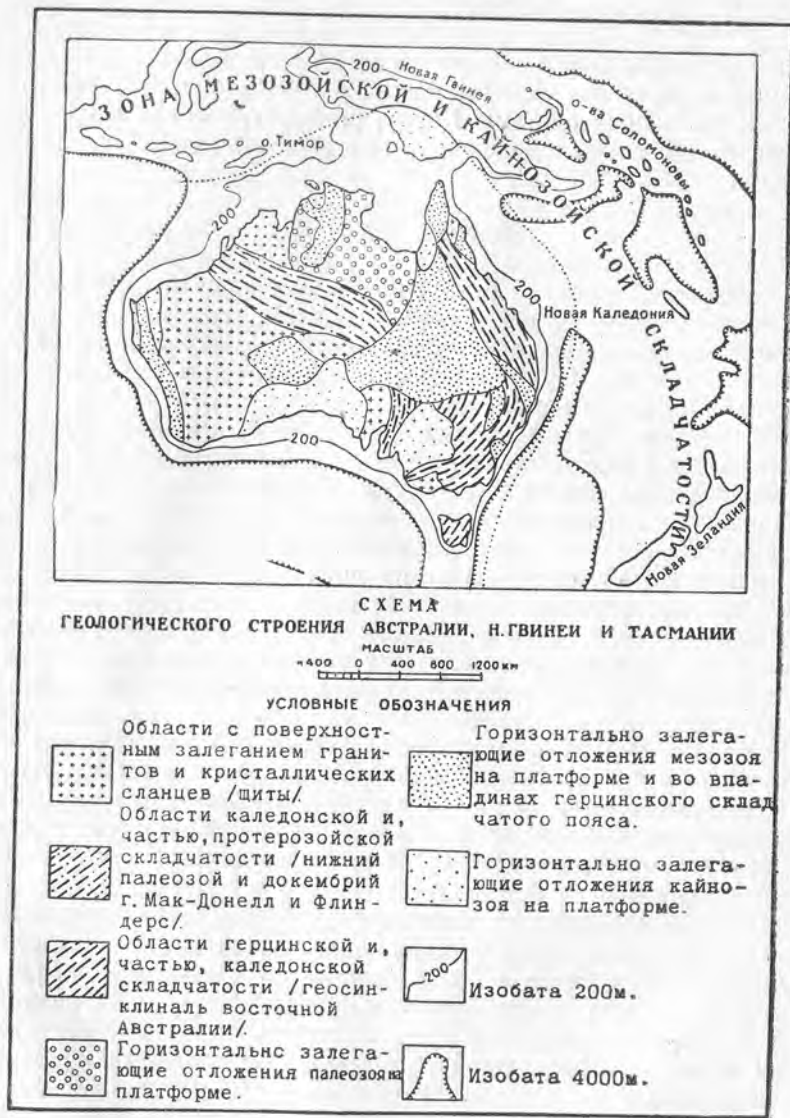 ЗОНА МЕЗОЗОЙСКОЙ И КАЙНОЗОЙСКОЙ СКЛАДЧАТОСТИ
200
Новая Гвинея
о-ва Соломоновы
о. Тимор
200
200
Новая Каледония
200
Новая Зеландия
СХЕМА
ГЕОЛОГИЧЕСКОГО СТРОЕНИЯ АВСТРАЛИИ, Н.ГВИНЕИ И ТАСМАНИИ
МАСШТАБ
400 0 400 800 1200 км
УСЛОВНЫЕ ОБОЗНАЧЕНИЯ
Области с поверхност-
ным залеганием грани-
тов и кристаллических
сланцев /щиты/.
Области каледонской и,
частью, протерозойской
складчатости /нижний
палеозой и докембрий
г. Мак-Донелл и Флин-
дерс/.
Области герцинской и,
частью, каледонской
складчатости /геосин-
клиналь восточной
Австралии/.
Горизонтальнс залега-
ющие отложения палеозоя на
платформе.
Горизонтально залега-
ющие отложения мезозоя
на платформе и во впа-
динах герцинского склад
чатого пояса.
Горизонтально залега-
ющие отложения кайно-
зоя на платформе.
200
Изобата 200м.
Изобата 4000м.